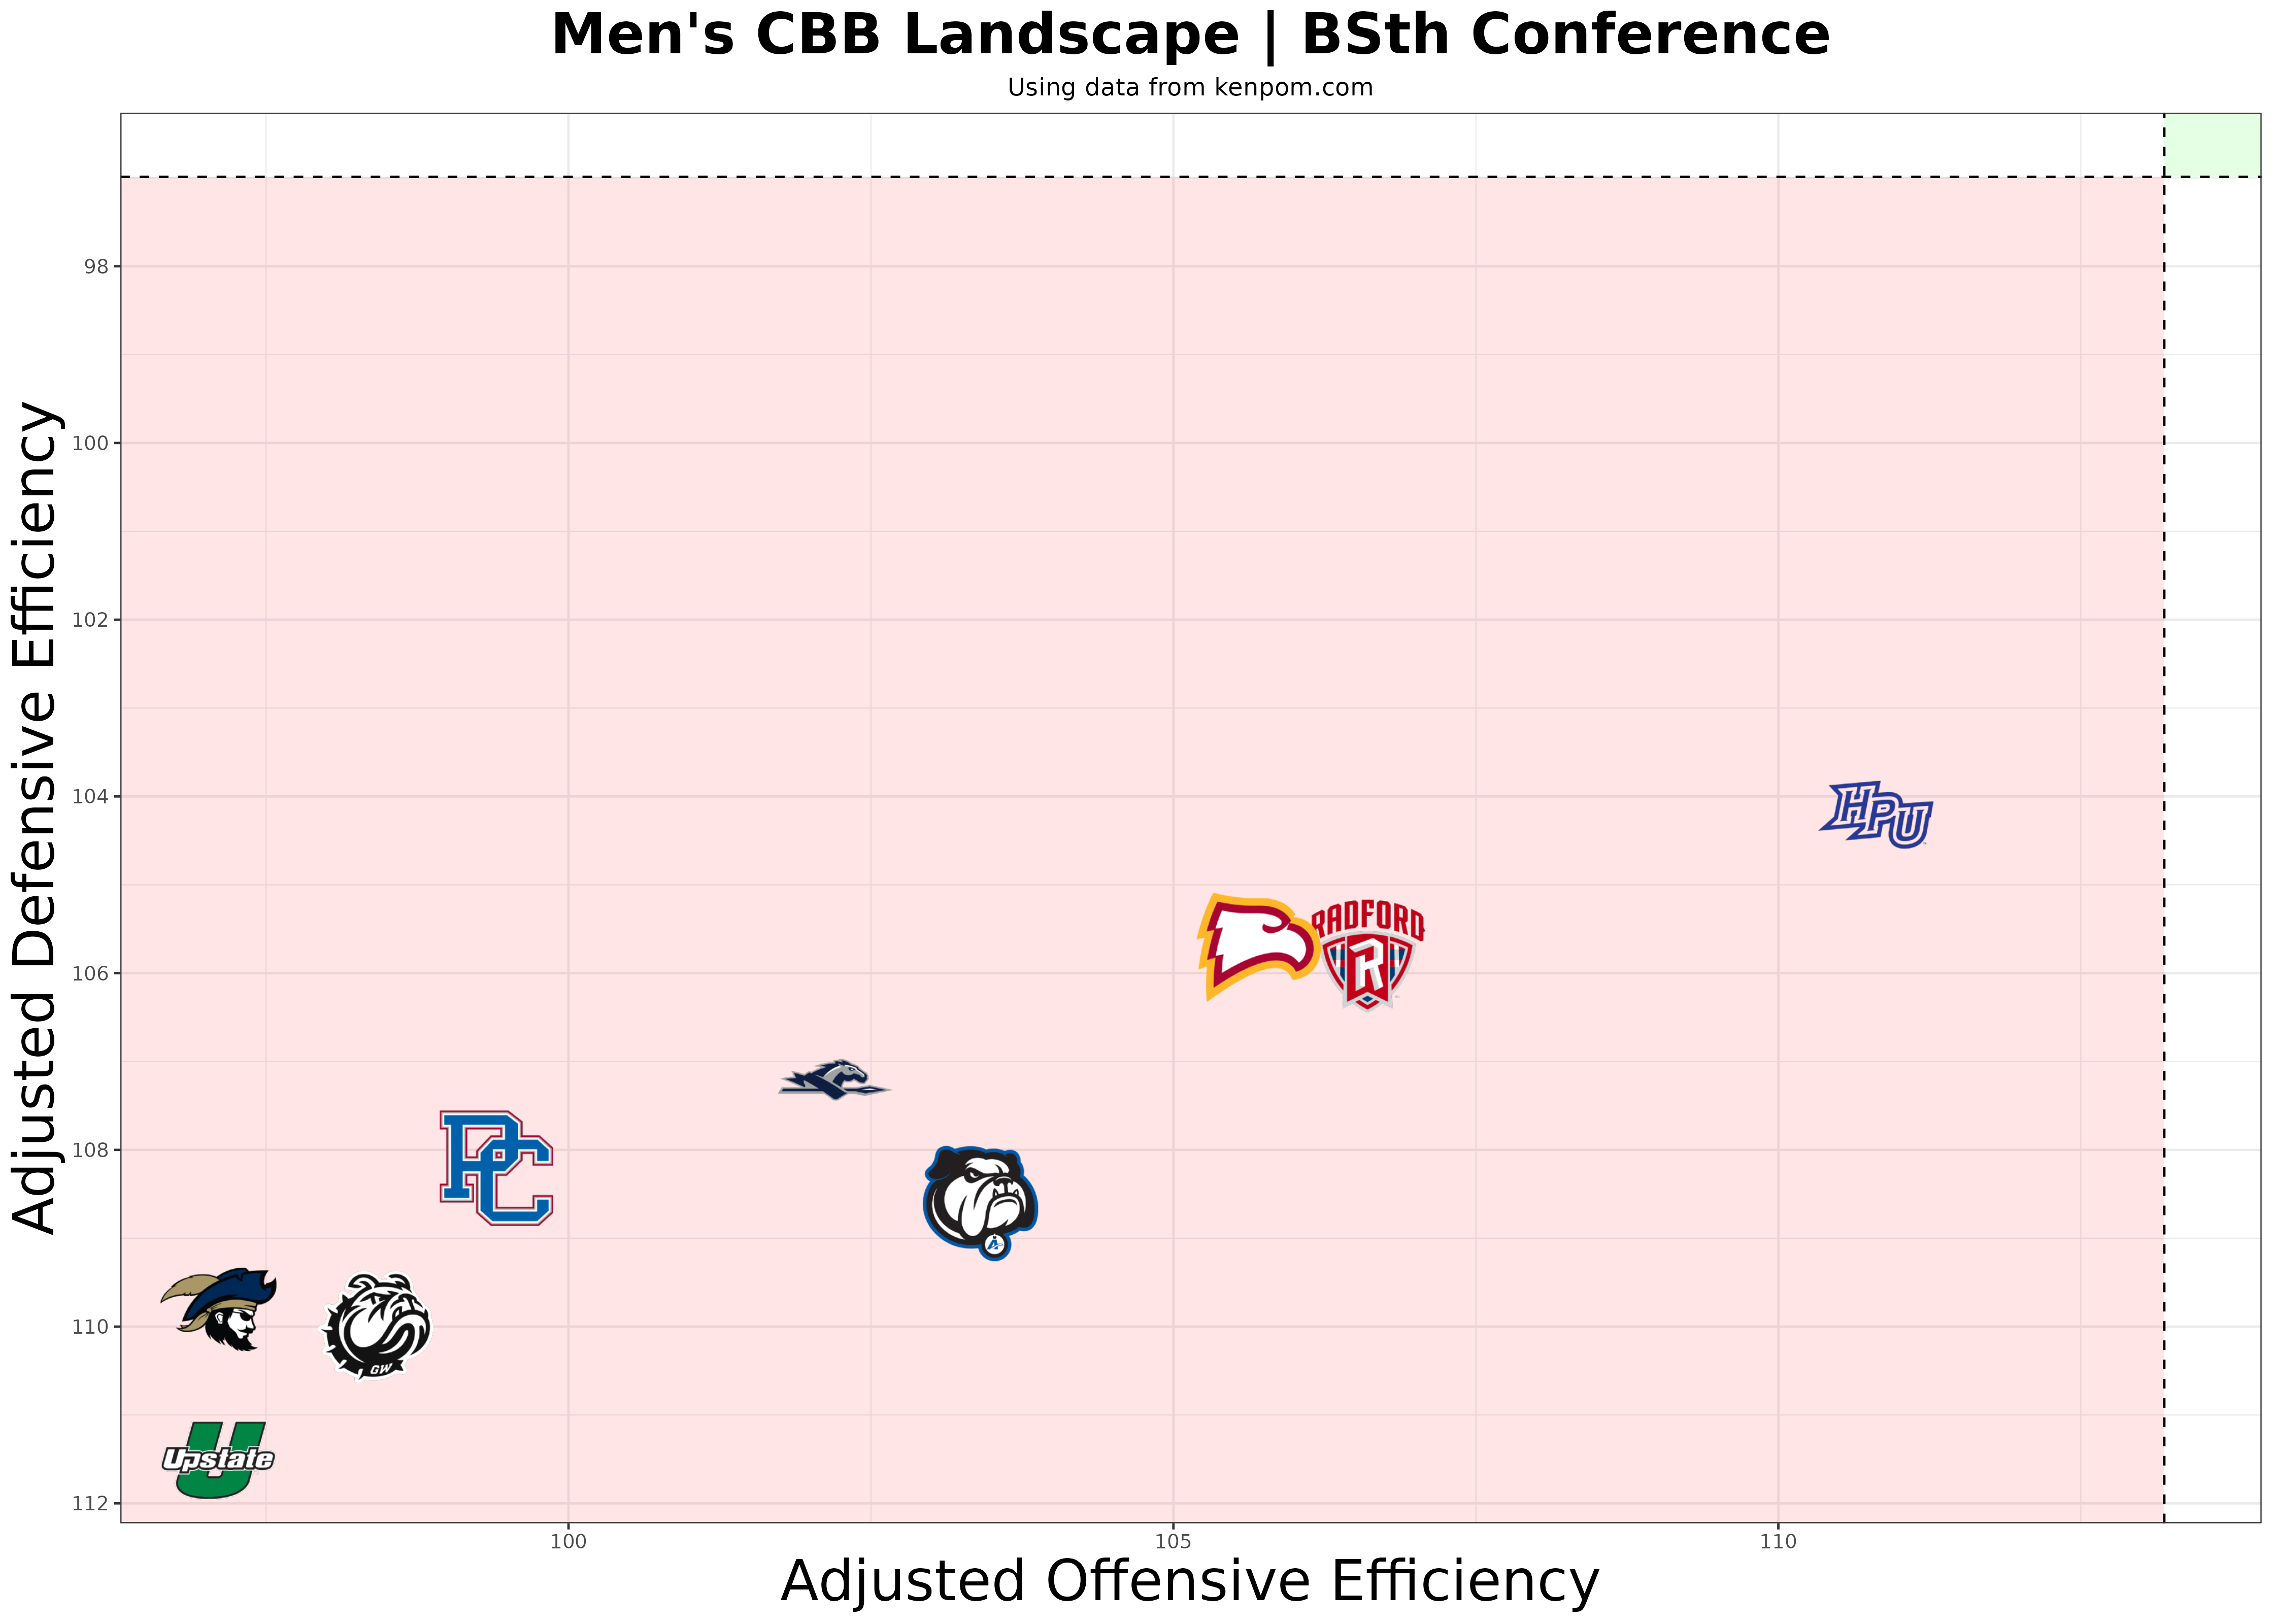 Men's CBB Landscape | BSth Conference
Using data from kenpom.com
Adjusted Defensive Efficiency
98
100
102
104
106
108
110
112
HPU
RADFORD
R
PC
A
GW
Upstate
U
100
105
110
Adjusted Offensive Efficiency